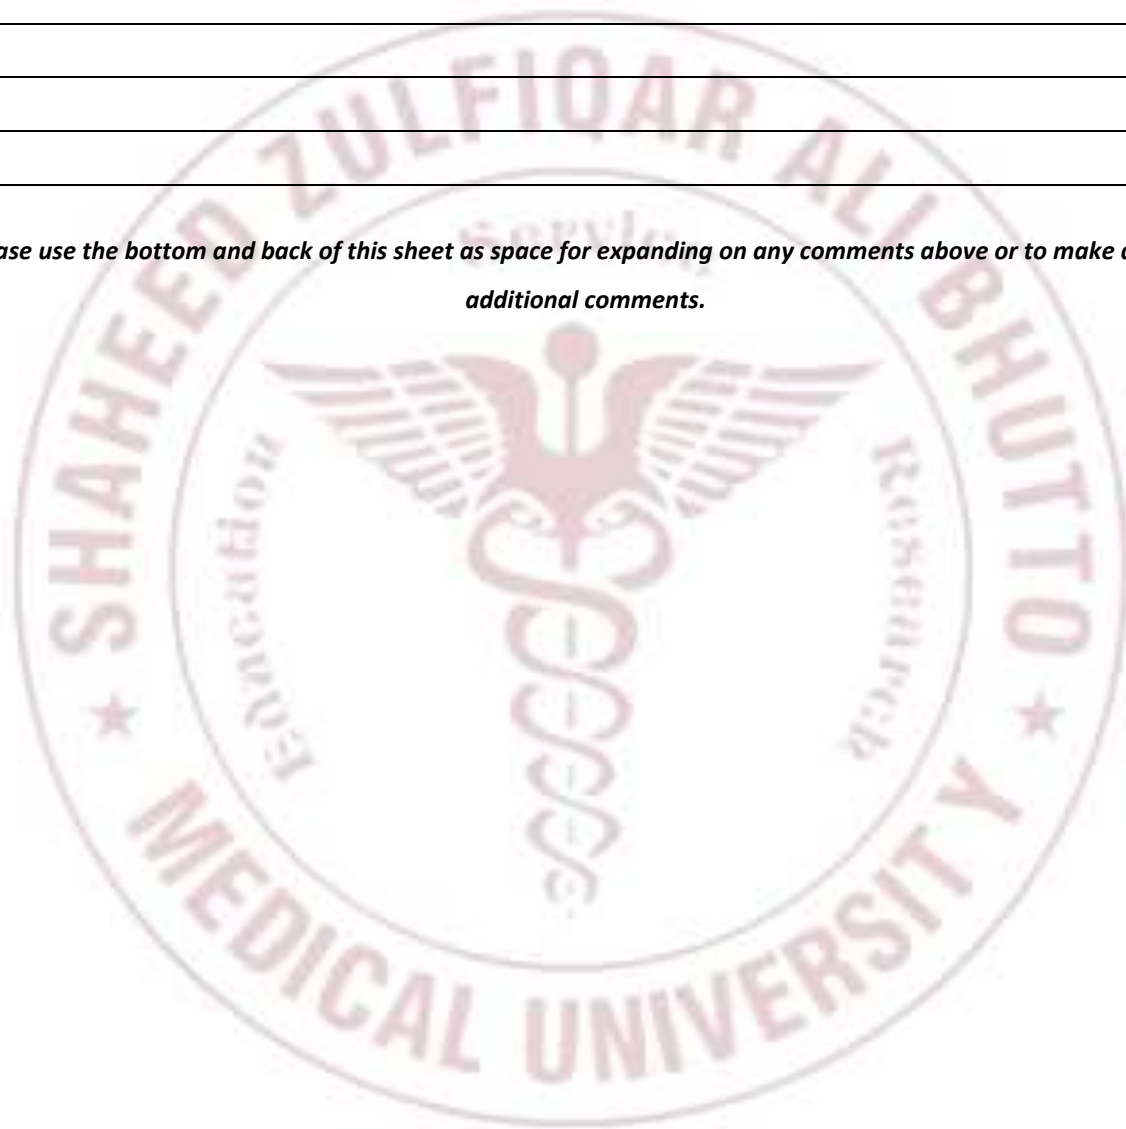 SHAHEED ZULFIQAR ALI BHUTTO
Service,
ase use the bottom and back of this sheet as space for expanding on any comments above or to make a
additional comments.
Education
Research
MEDICAL UNIVERSITY